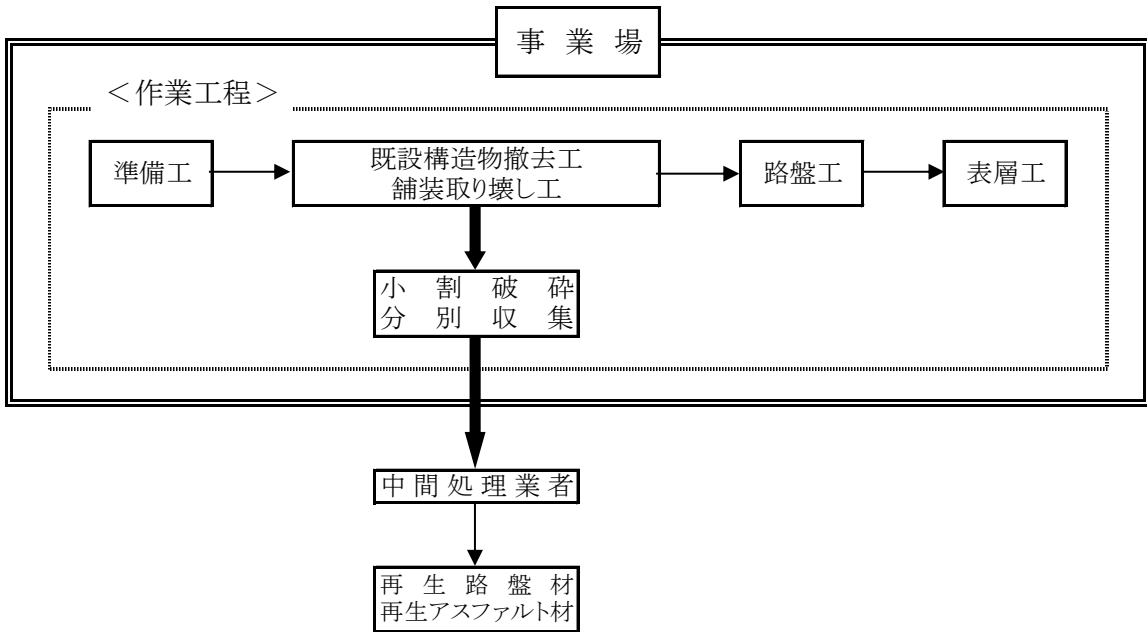 事業場
＜作業工程＞
準備工
既設構造物撤去工
舗装取り壊し工
路盤工
表層工
小割破砕
分別収集
中間処理業者
再生路盤材
再生アスファルト材